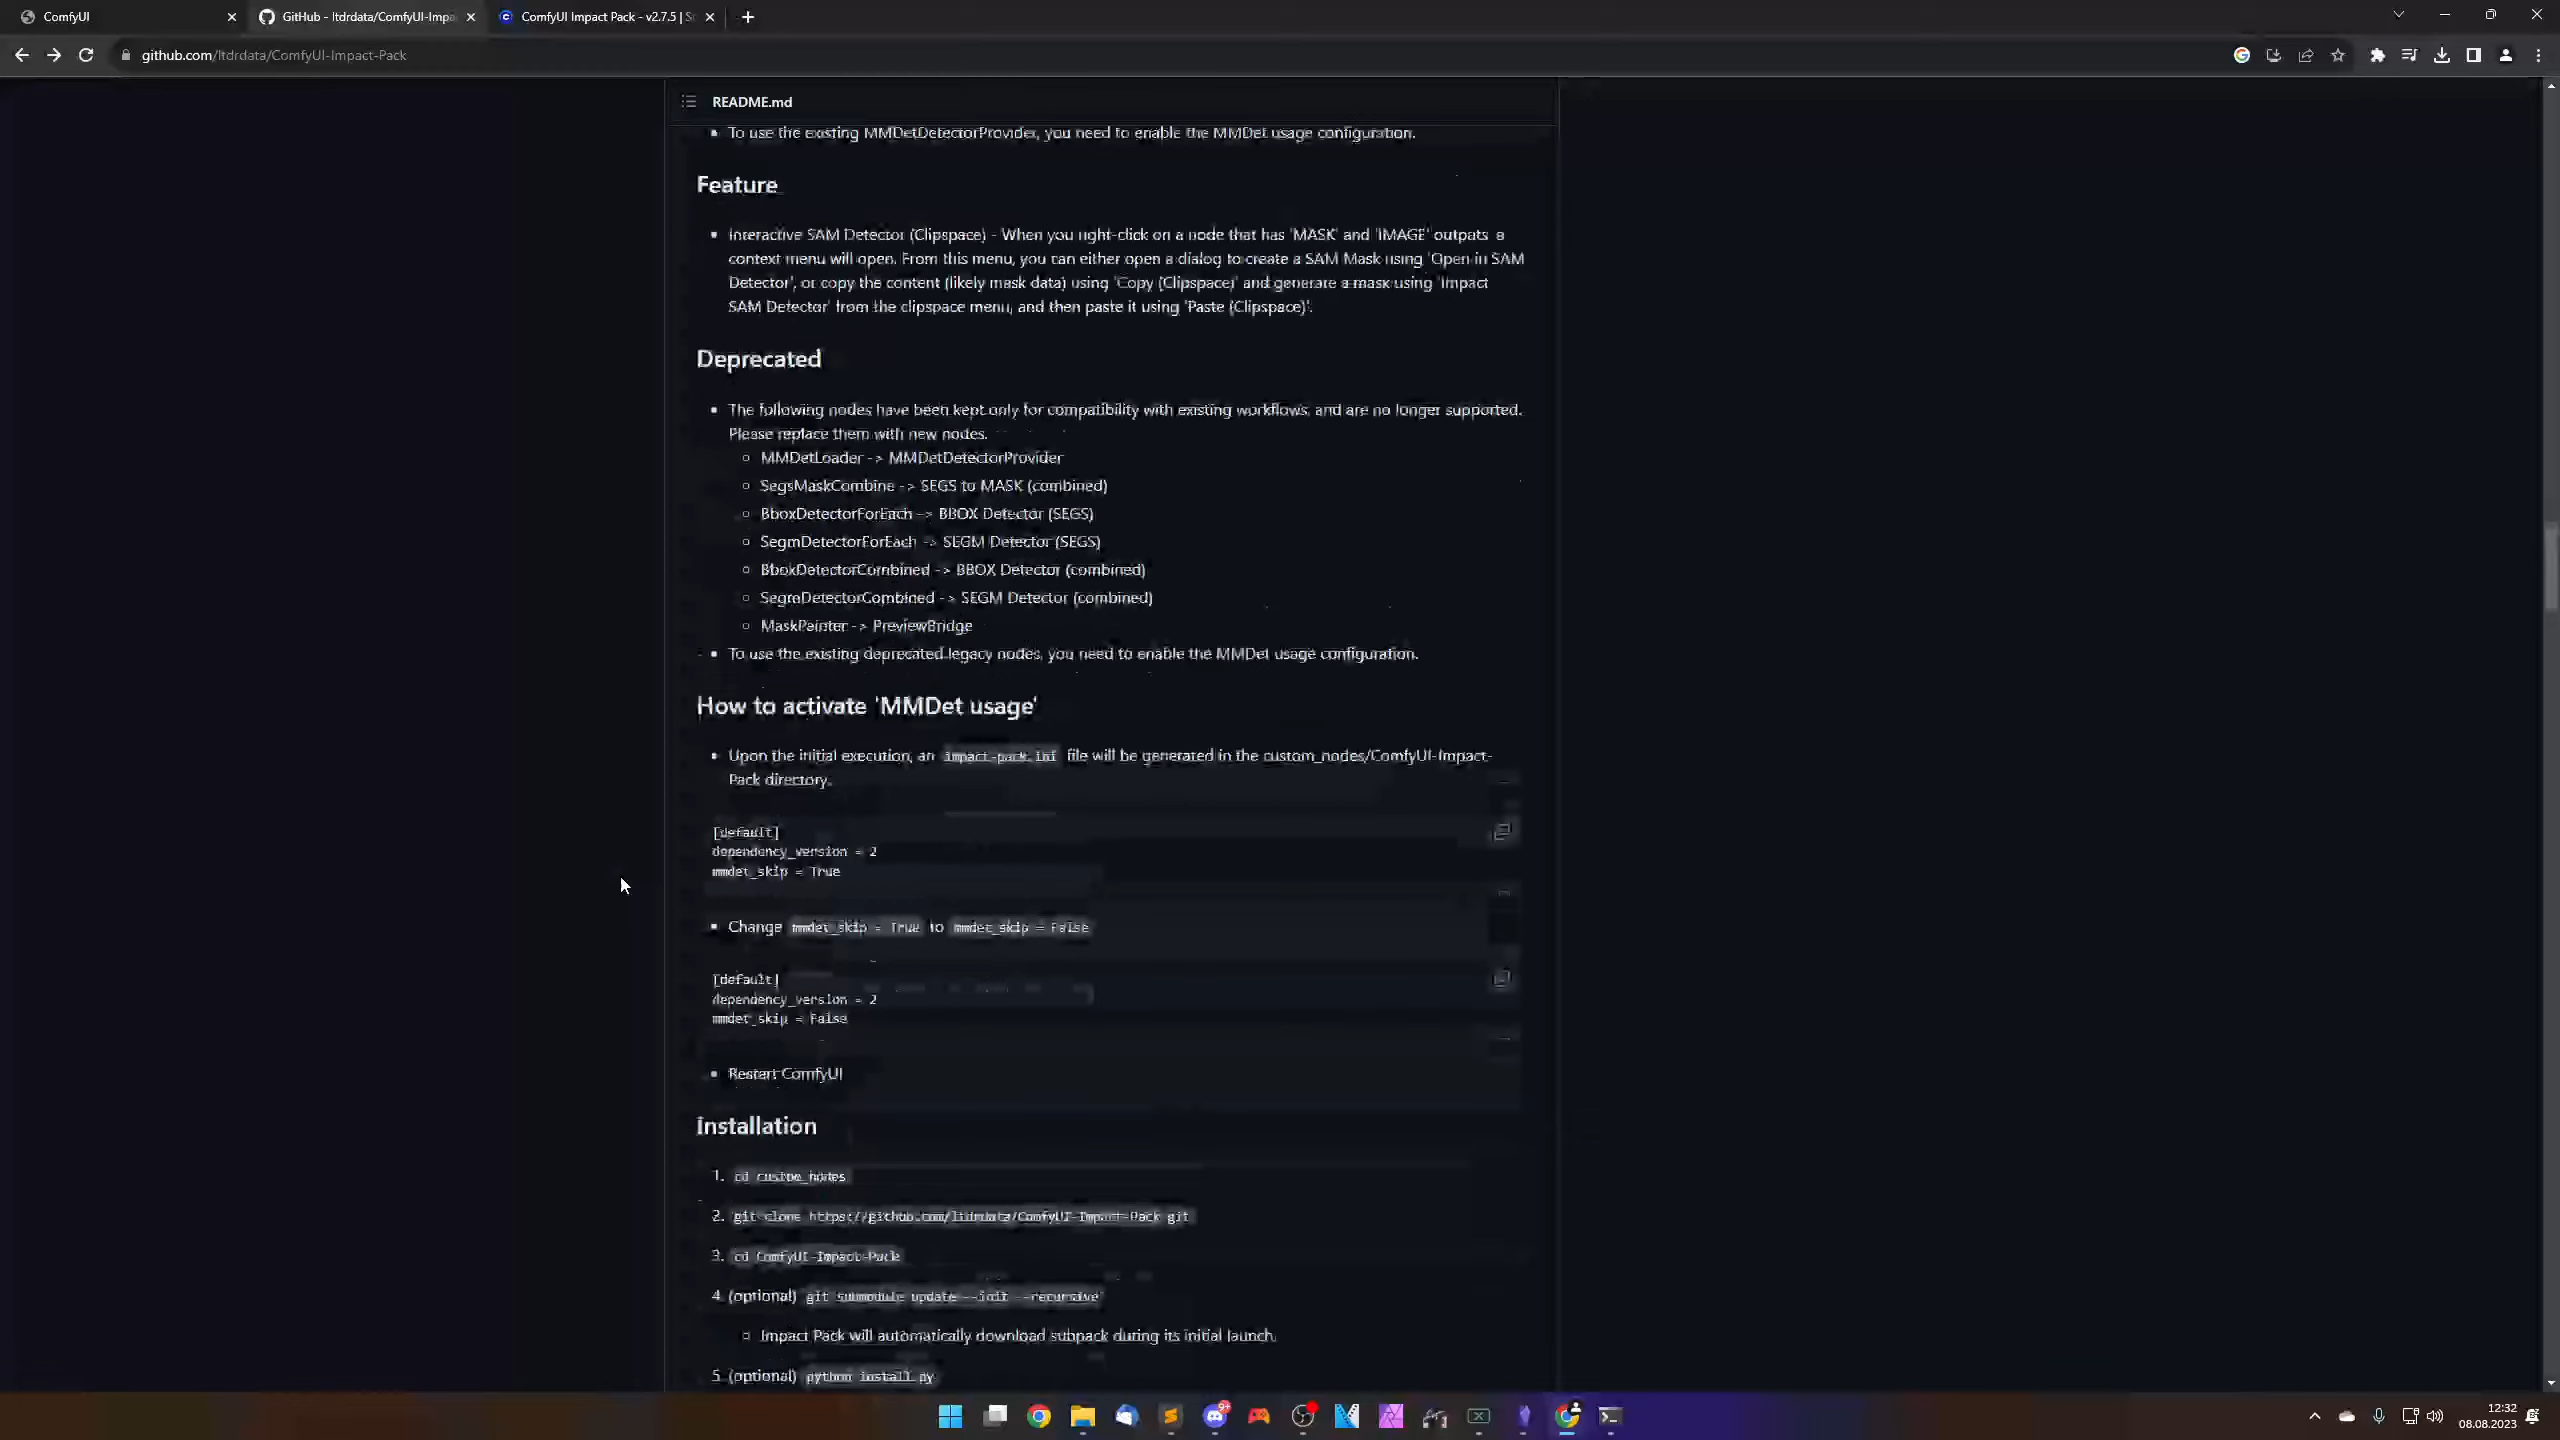 ComfyUI
GitHub - ltdrdata/ComfyUI-Impa
ComfyUI Impact Pack - v2.7.5 | S
github.com/ltdrdata/ComfyUI-Impact-Pack
README.md
To use the existing MMDetDetectorProvider, you need to enable the MMDet usage configuration.
Feature
Interactive SAM Detector (Clipspace) - When you right-click on a node that has 'MASK' and 'IMAGE' outputs a
context menu will open. From this menu, you can either open a dialog to create a SAM Mask using 'Open in SAM
Detector', or copy the content (likely mask data) using 'Copy (Clipspace)' and generate a mask using 'Impact
SAM Detector' from the clipspace menu, and then paste it using 'Paste (Clipspace)'.
Deprecated
The following nodes have been kept only for compatibility with existing workflows, and are no longer supported.
Please replace them with new nodes.
MMDetLoader -> MMDetDetectorProvider
SegsMaskCombine -> SEGS to MASK (combined)
BboxDetectorForEach -> BBOX Detector (SEGS)
SegmDetectorForEach -> SEGM Detector (SEGS)
BboxDetectorCombined -> BBOX Detector (combined)
SegmDetectorCombined -> SEGM Detector (combined)
MaskPainter -> PreviewBridge
To use the existing deprecated legacy nodes, you need to enable the MMDet usage configuration.
How to activate 'MMDet usage'
Upon the initial execution, an impact-pack.ini file will be generated in the custom_nodes/ComfyUI-Impact-
Pack directory.
[default]
dependency_version = 2
mmdet_skip = True
Change mmdet_skip = True to mmdet_skip = False
[default]
dependency_version = 2
mmdet_skip = False
Restart ComfyUI
Installation
1. cd custom_nodes
2. git clone https://github.com/ltdrdata/ComfyUI-Impact-Pack git
3. cd ComfyUI-Impact-Pack
4. (optional) git submodule update --init --recursive
Impact Pack will automatically download subpack during its initial launch.
5. (optional) python install.py
9+
12:32
08.08.2023